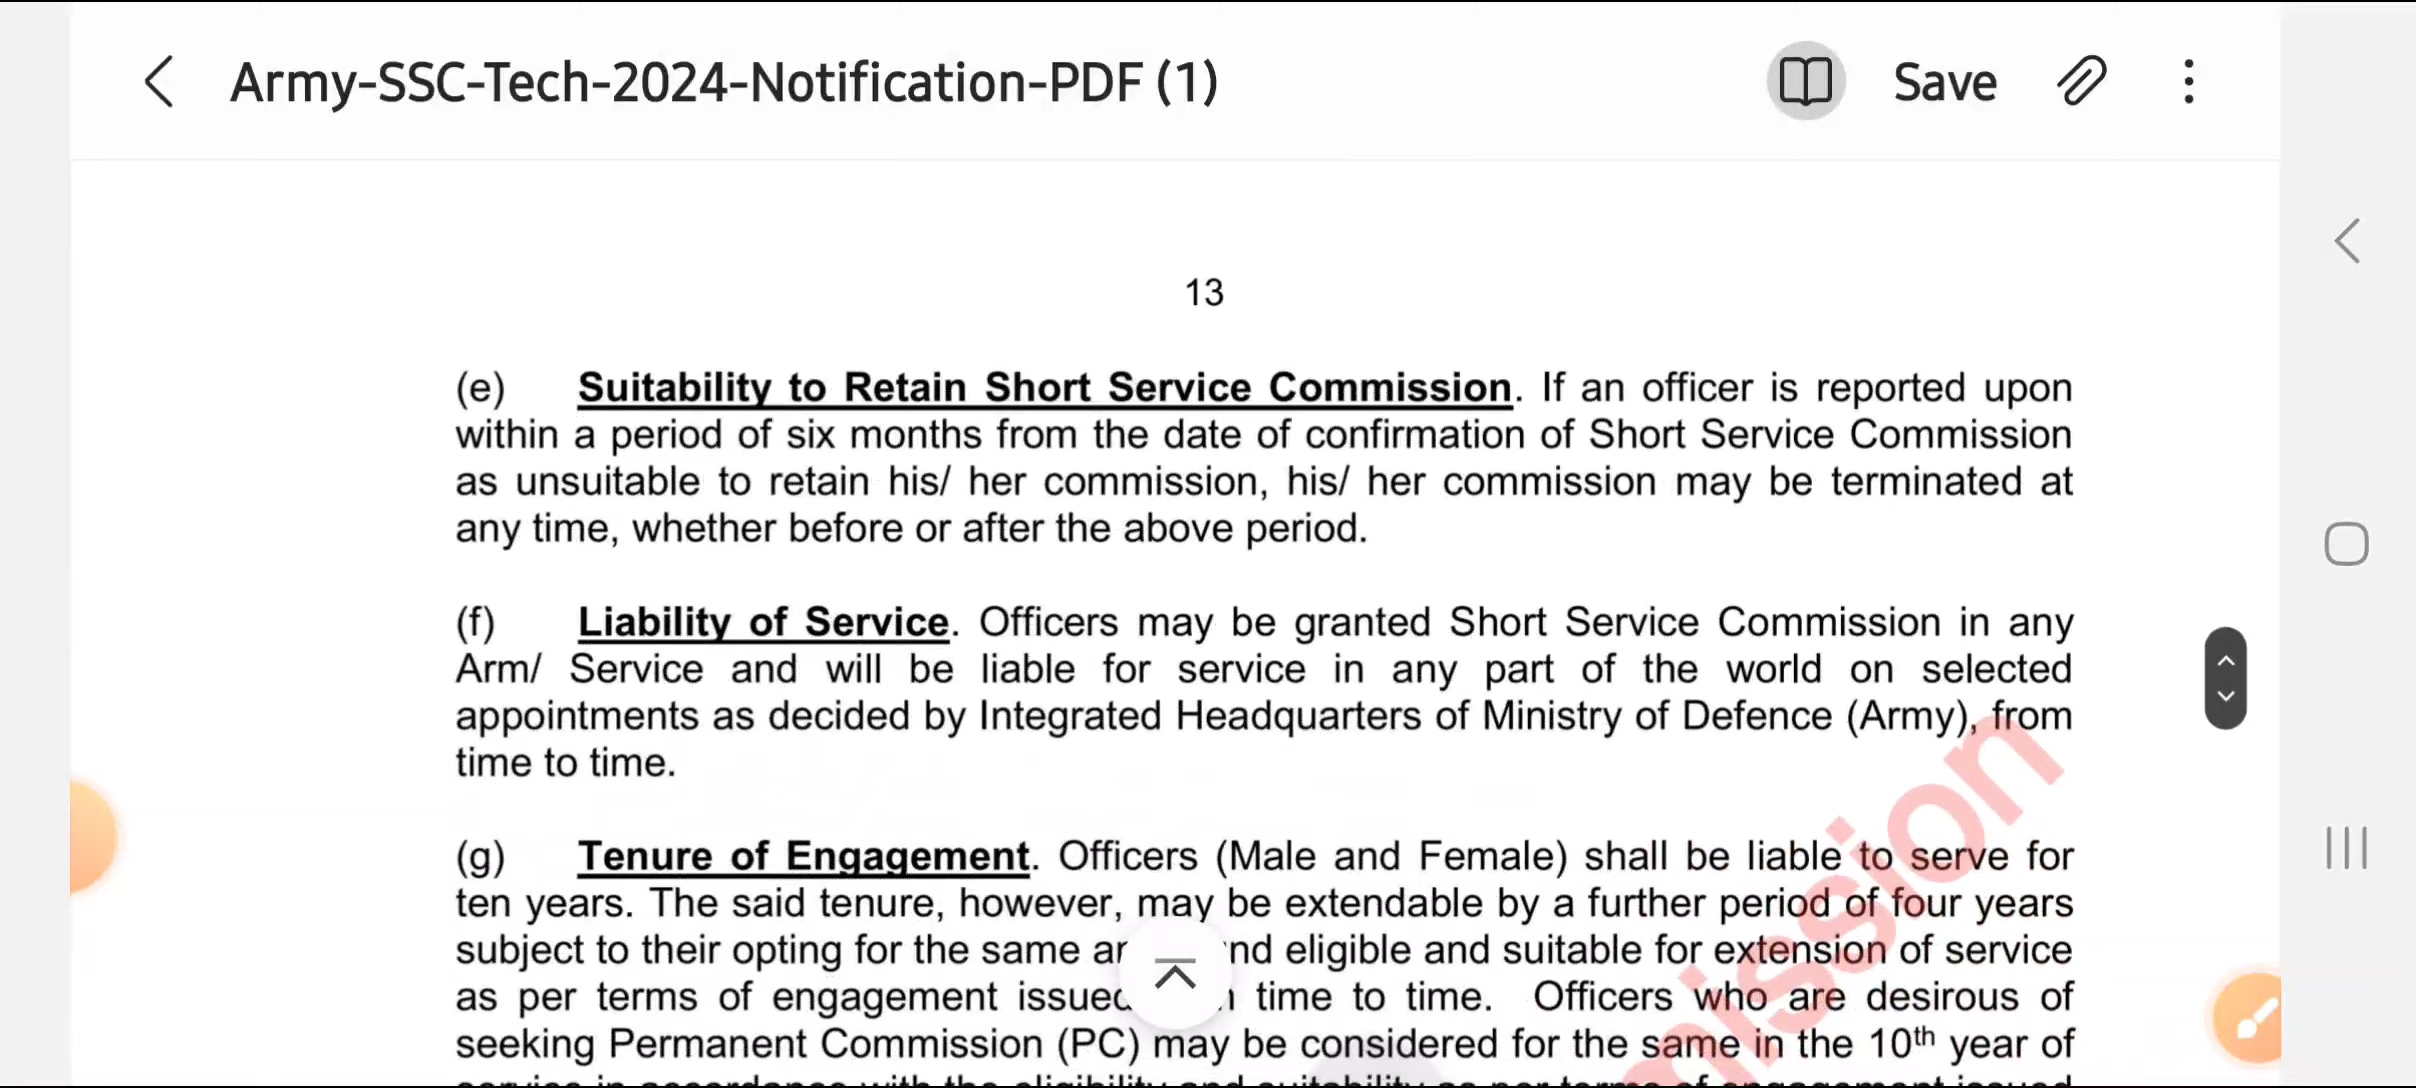 Army-SSC-Tech-2024-Notification-PDF (1)
Save
13
(e) Suitability to Retain Short Service Commission. If an officer is reported upon
within a period of six months from the date of confirmation of Short Service Commission
as unsuitable to retain his/ her commission, his/ her commission may be terminated at
any time, whether before or after the above period.
(f) Liability of Service. Officers may be granted Short Service Commission in any
Arm/ Service and will be liable for service in any part of the world on selected
appointments as decided by Integrated Headquarters of Ministry of Defence (Army), from
time to time.
(g) Tenure of Engagement. Officers (Male and Female) shall be liable to serve for
ten years. The said tenure, however, may be extendable by a further period of four years
subject to their opting for the same eligible and suitable for extension of service
as per terms of engagement time to time. Officers who are desirous of
seeking Permanent Commission (PC) may be considered for the same in the 10th year of
mission